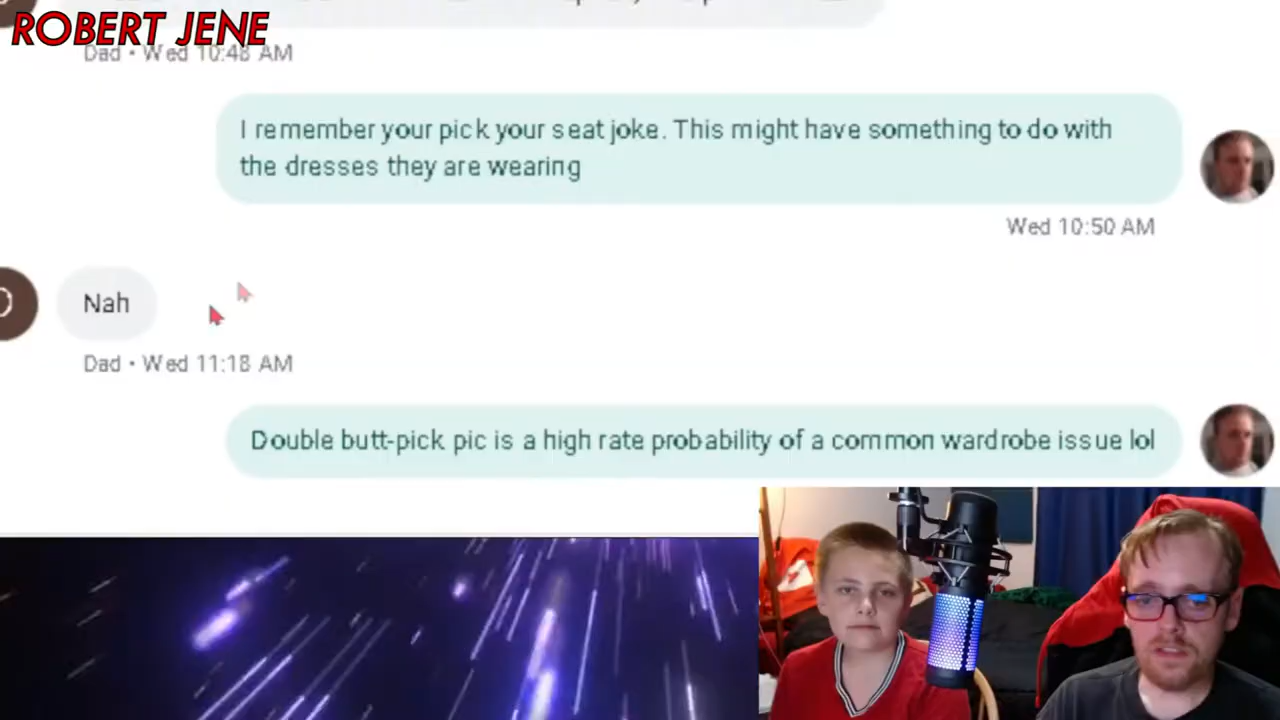 ROBERT JENE
Dad • Wed 10:48 AM
I remember your pick your seat joke. This might have something to do with
the dresses they are wearing
Wed 10:50 AM
Nah
Dad • Wed 11:18 AM
Double butt-pick pic is a high rate probability of a common wardrobe issue lol